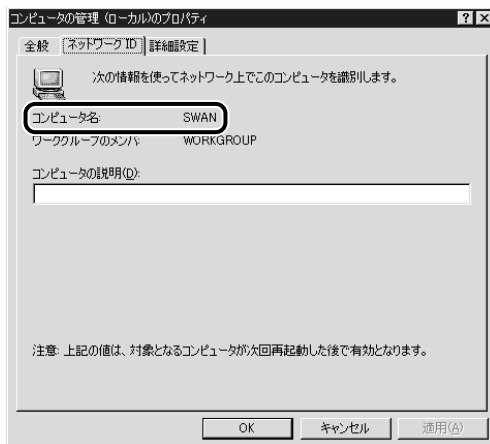 コンピュータの管理 (ローカル)のプロパティ
全般 ネットワーク ID 詳細設定
次の情報を使ってネットワーク上でこのコンピュータを識別します。
コンピュータ名: SWAN
ワークグループのメンバ: WORKGROUP
コンピュータの説明(D):
注意: 上記の値は、対象となるコンピュータが次回再起動した後で有効となります。
OK キャンセル 適用(A)